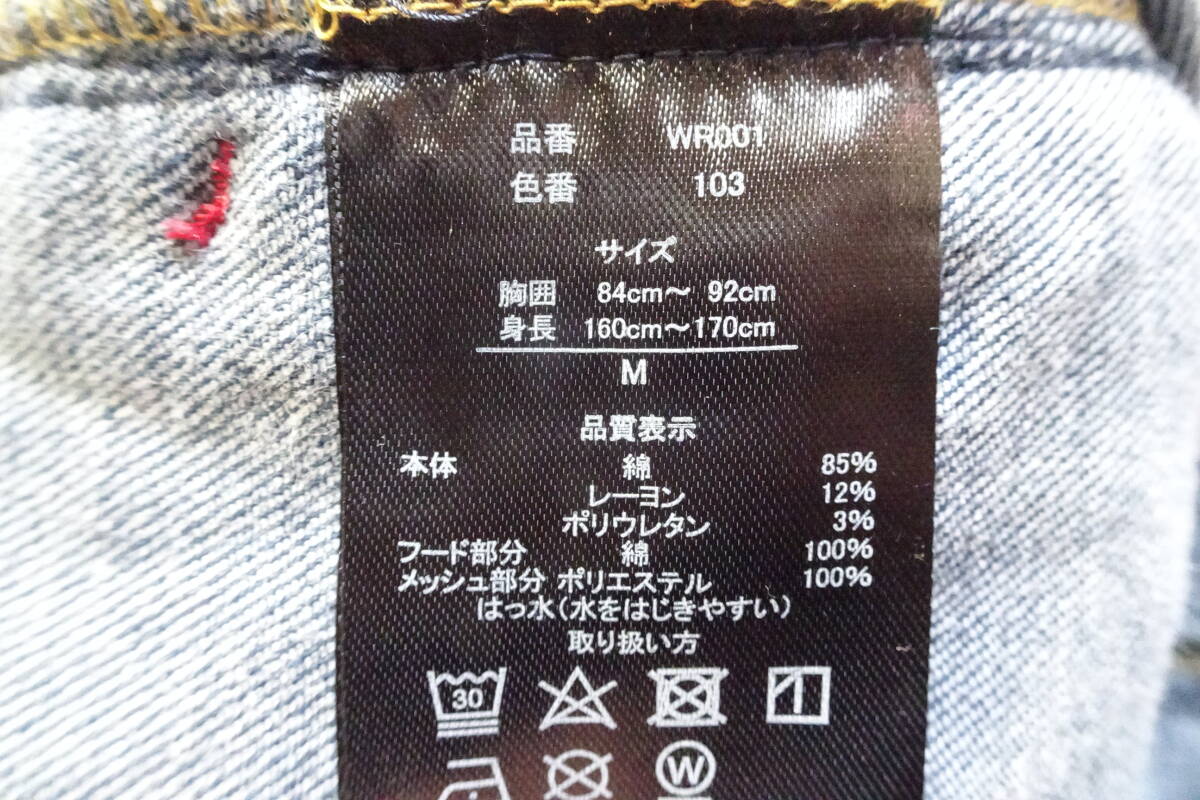 品番 WR001
色番 103
サイズ
胸囲 84cm～ 92cm
身長 160cm～170cm
M
品質表示
本体 綿 85%
レーヨン 12%
ポリウレタン 3%
フード部分 綿 100%
メッシュ部分 ポリエステル 100%
はっ水(水をはじきやすい)
取り扱い方
30
W